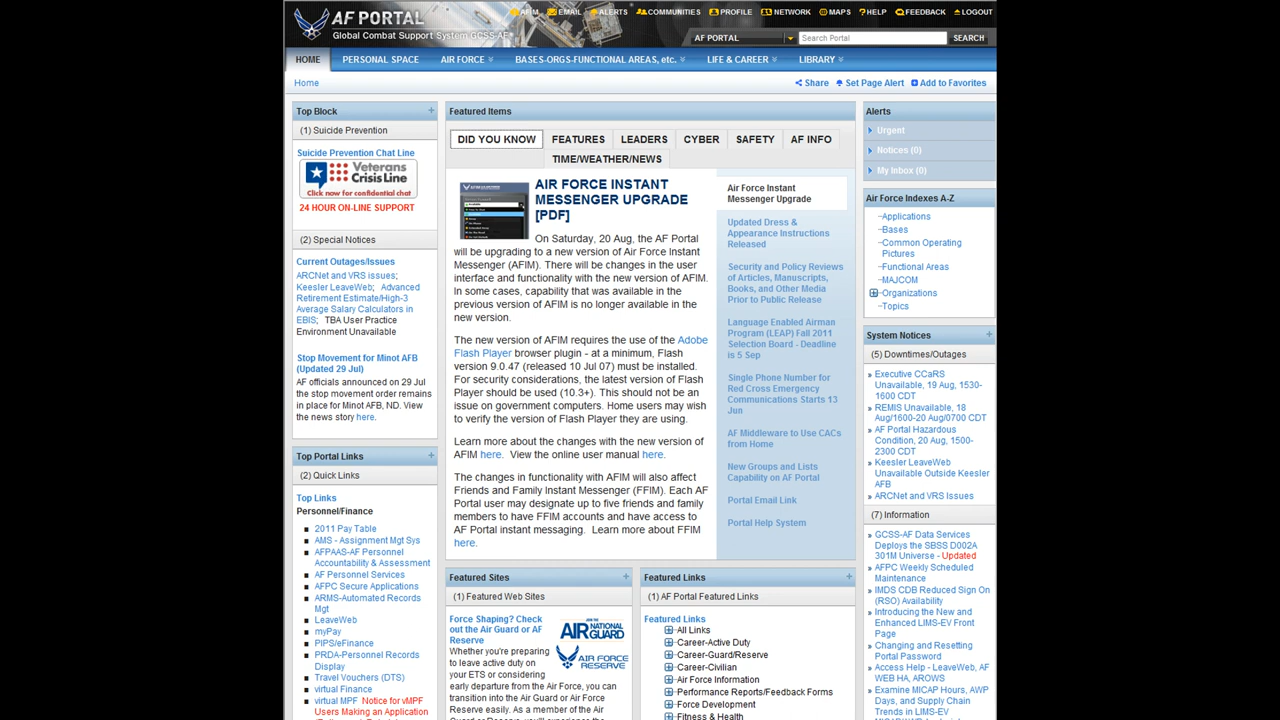 AF PORTAL
Global Combat Support System GCSS-AF
AFIM EMAIL ALERTS COMMUNITIES PROFILE NETWORK MAPS HELP FEEDBACK LOGOUT
AF PORTAL Search Portal SEARCH
HOME PERSONAL SPACE AIR FORCE BASES-ORGS-FUNCTIONAL AREAS, etc. LIFE & CAREER LIBRARY
Home
Share Set Page Alert Add to Favorites
Top Block
(1) Suicide Prevention
Suicide Prevention Chat Line
Veterans
Crisis Line
Click now for confidential chat
24 HOUR ON-LINE SUPPORT
(2) Special Notices
Current Outages/Issues
ARCNet and VRS issues;
Keesler LeaveWeb; Advanced
Retirement Estimate/High-3
Average Salary Calculators in
EBIS; TBA User Practice
Environment Unavailable
Stop Movement for Minot AFB
(Updated 29 Jul)
AF officials announced on 29 Jul
the stop movement order remains
in place for Minot AFB, ND. View
the news story here.
Top Portal Links
(2) Quick Links
Top Links
Personnel/Finance
2011 Pay Table
AMS - Assignment Mgt Sys
AFPAAS-AF Personnel
Accountability & Assessment
AF Personnel Services
AFPC Secure Applications
ARMS-Automated Records
Mgt
LeaveWeb
myPay
PIPS/eFinance
PRDA-Personnel Records
Display
Travel Vouchers (DTS)
virtual Finance
virtual MPF Notice for vMPF
Users Making an Application
Featured Items
DID YOU KNOW FEATURES LEADERS CYBER SAFETY AF INFO
TIME/WEATHER/NEWS
AIR FORCE INSTANT
MESSENGER UPGRADE
[PDF]
On Saturday, 20 Aug, the AF Portal
will be upgrading to a new version of Air Force Instant
Messenger (AFIM). There will be changes in the user
interface and functionality with the new version of AFIM.
In some cases, capability that was available in the
previous version of AFIM is no longer available in the
new version.
The new version of AFIM requires the use of the Adobe
Flash Player browser plugin - at a minimum, Flash
version 9.0.47 (released 10 Jul 07) must be installed.
For security considerations, the latest version of Flash
Player should be used (10.3+). This should not be an
issue on government computers. Home users may wish
to verify the version of Flash Player they are using.
Learn more about the changes with the new version of
AFIM here. View the online user manual here.
The changes in functionality with AFIM will also affect
Friends and Family Instant Messenger (FFIM). Each AF
Portal user may designate up to five friends and family
members to have FFIM accounts and have access to
AF Portal instant messaging. Learn more about FFIM
here.
Air Force Instant
Messenger Upgrade
Updated Dress &
Appearance Instructions
Released
Security and Policy Reviews
of Articles, Manuscripts,
Books, and Other Media
Prior to Public Release
Language Enabled Airman
Program (LEAP) Fall 2011
Selection Board - Deadline
is 5 Sep
Single Phone Number for
Red Cross Emergency
Communications Starts 13
Jun
AF Middleware to Use CACs
from Home
New Groups and Lists
Capability on AF Portal
Portal Email Link
Portal Help System
Featured Sites
(1) Featured Web Sites
Force Shaping? Check
out the Air Guard or AF
Reserve
AIR NATIONAL
GUARD
AIR FORCE
RESERVE
Whether you're preparing
to leave active duty on
your ETS or considering
early departure from the Air Force, you can
transition into the Air Guard or Air Force
Reserve easily. As a member of the Air
Featured Links
(1) AF Portal Featured Links
Featured Links
All Links
Career-Active Duty
Career-Guard/Reserve
Career-Civilian
Air Force Information
Performance Reports/Feedback Forms
Force Development
Fitness & Health
Alerts
Urgent
Notices (0)
My Inbox (0)
Air Force Indexes A-Z
Applications
Bases
Common Operating
Pictures
Functional Areas
MAJCOM
Organizations
Topics
System Notices
(5) Downtimes/Outages
Executive CCaRS
Unavailable, 19 Aug, 1530-
1600 CDT
REMIS Unavailable, 18
Aug/1600-20 Aug/0700 CDT
AF Portal Hazardous
Condition, 20 Aug, 1500-
2300 CDT
Keesler LeaveWeb
Unavailable Outside Keesler
AFB
ARCNet and VRS Issues
(7) Information
GCSS-AF Data Services
Deploys the SBSS D002A
301M Universe - Updated
AFPC Weekly Scheduled
Maintenance
IMDS CDB Reduced Sign On
(RSO) Availability
Introducing the New and
Enhanced LIMS-EV Front
Page
Changing and Resetting
Portal Password
Access Help - LeaveWeb, AF
WEB HA, AROWS
Examine MICAP Hours, AWP
Days, and Supply Chain
Trends in LIMS-EV